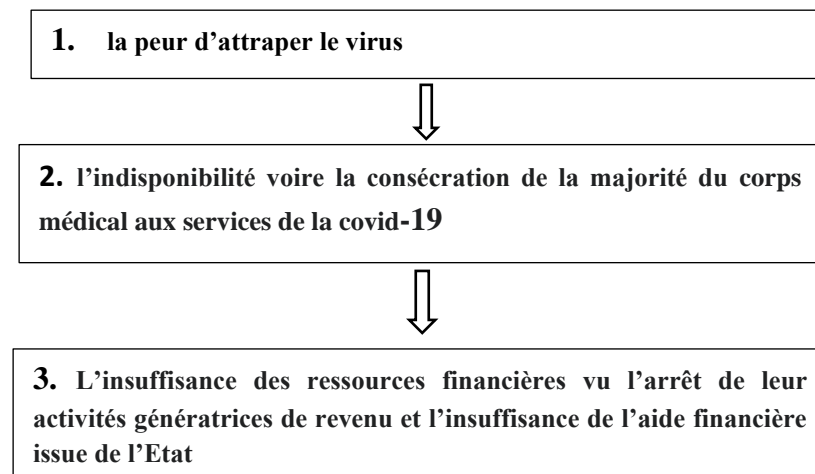 1. la peur d’attraper le virus
2. l’indisponibilité voire la consécration de la majorité du corps
médical aux services de la covid-19
3. L’insuffisance des ressources financières vu l’arrêt de leur
activités génératrices de revenu et l’insuffisance de l’aide financière
issue de l’Etat